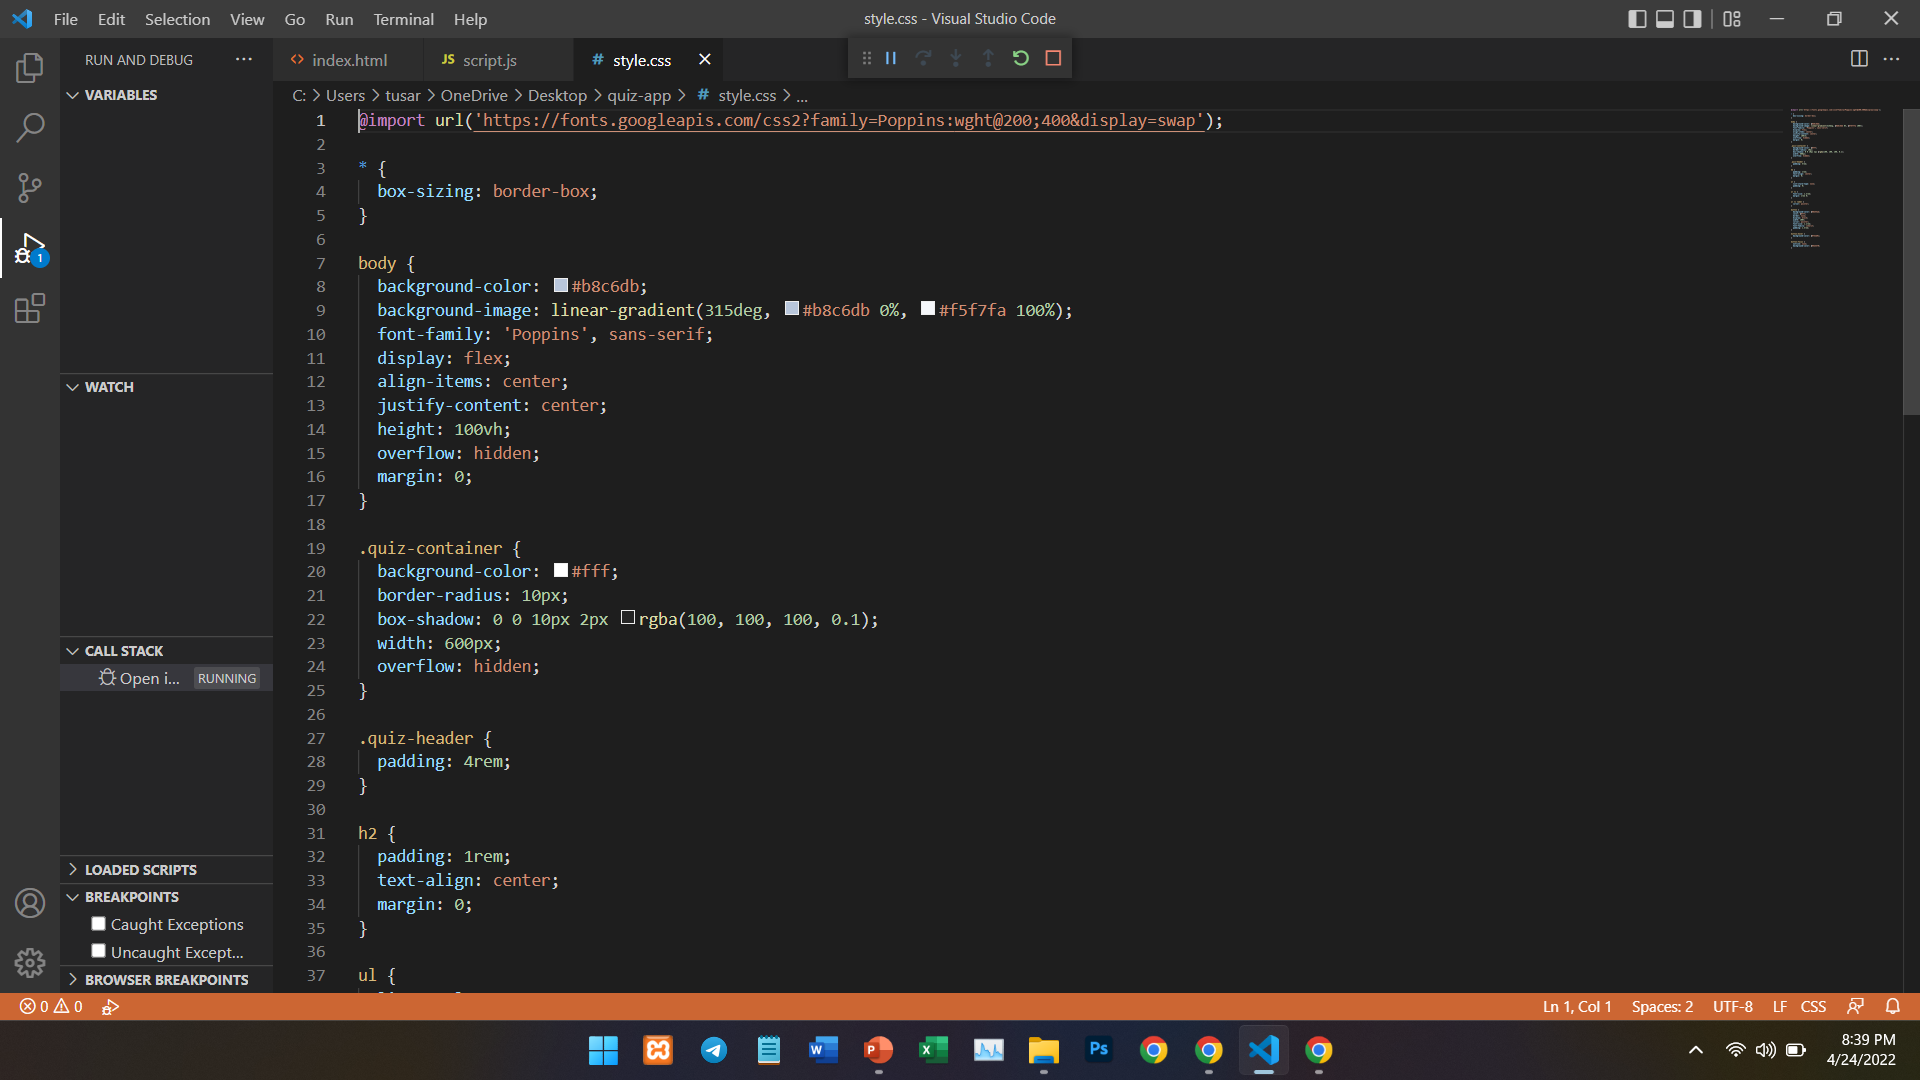 File Edit Selection View Go Run Terminal Help
style.css - Visual Studio Code
RUN AND DEBUG ...
index.html
JS script.js
# style.css
C: > Users > tusar > OneDrive > Desktop > quiz-app > # style.css > ...
VARIABLES
WATCH
CALL STACK
Open i... RUNNING
LOADED SCRIPTS
BREAKPOINTS
Caught Exceptions
Uncaught Except...
BROWSER BREAKPOINTS
1
1 @import url('https://fonts.googleapis.com/css2?family=Poppins:wght@200;400&display=swap');
2
3 * {
4 box-sizing: border-box;
5 }
6
7 body {
8 background-color: #b8c6db;
9 background-image: linear-gradient(315deg, #b8c6db 0%, #f5f7fa 100%);
10 font-family: 'Poppins', sans-serif;
11 display: flex;
12 align-items: center;
13 justify-content: center;
14 height: 100vh;
15 overflow: hidden;
16 margin: 0;
17 }
18
19 .quiz-container {
20 background-color: #fff;
21 border-radius: 10px;
22 box-shadow: 0 0 10px 2px rgba(100, 100, 100, 0.1);
23 width: 600px;
24 overflow: hidden;
25 }
26
27 .quiz-header {
28 padding: 4rem;
29 }
30
31 h2 {
32 padding: 1rem;
33 text-align: center;
34 margin: 0;
35 }
36
37 ul {
0 0
Ln 1, Col 1 Spaces: 2 UTF-8 LF CSS
W P X Ps
8:39 PM
4/24/2022